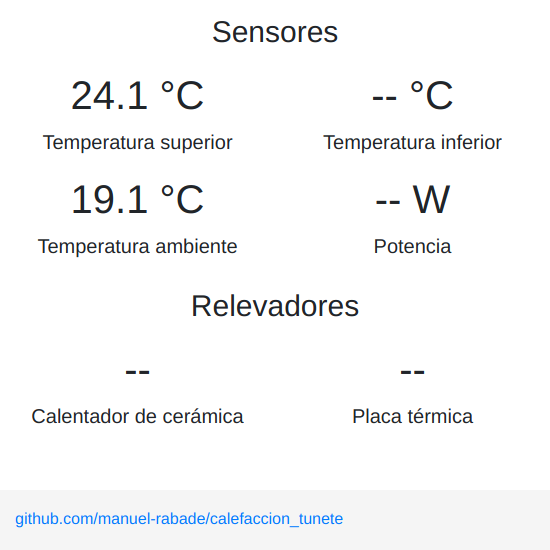 Sensores
24.1 °C
-- °C
Temperatura superior
Temperatura inferior
19.1 °C
-- W
Temperatura ambiente
Potencia
Relevadores
--
--
Calentador de cerámica
Placa térmica
github.com/manuel-rabade/calefaccion_tunete